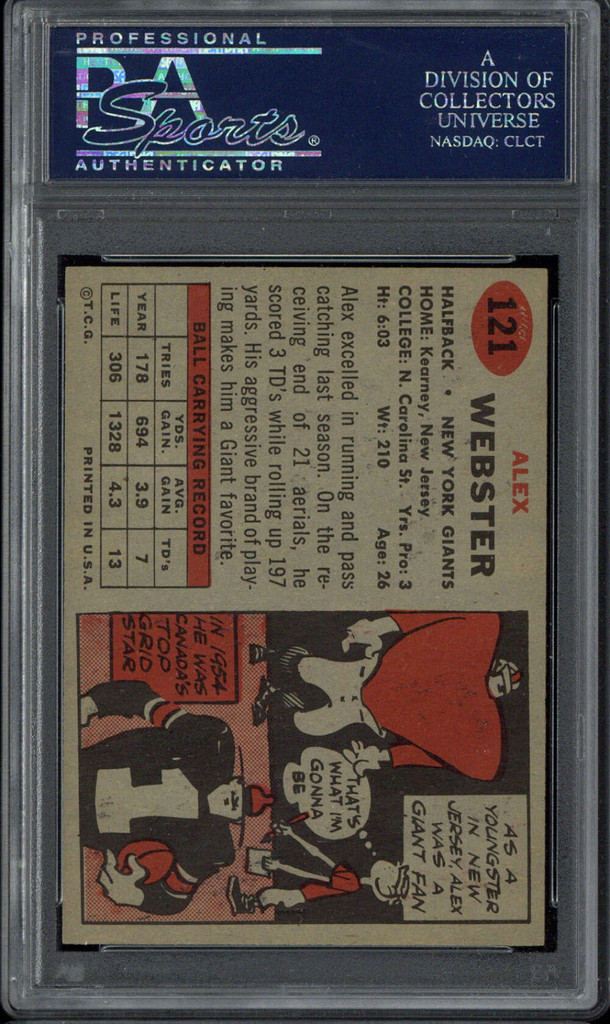 PROFESSIONAL
PSA
Sports®
AUTHENTICATOR
A
DIVISION OF
COLLECTORS
UNIVERSE
NASDAQ: CLCT
121
ALEX
WEBSTER
HALFBACK • NEW YORK GIANTS
HOME: Kearney, New Jersey
COLLEGE: N. Carolina St. Yrs. Pro: 3
Ht: 6:03 Wt: 210 Age: 26
Alex excelled in running and pass
catching last season. On the re-
ceiving end of 21 aerials, he
scored 3 TD's while rolling up 197
yards. His aggressive brand of play-
ing makes him a Giant favorite.
BALL CARRYING RECORD
TRIES YDS. GAIN. AVG. GAIN TD's
YEAR 178 694 3.9 7
LIFE 306 1328 4.3 13
©T.C.G. PRINTED IN U.S.A.
AS A
YOUNGSTER
IN NEW
JERSEY, ALEX
WAS A
GIANT FAN
THAT'S
WHAT I'M
GONNA
BE
IN 1954
HE WAS
CANADA'S
TOP
GRID
STAR
1